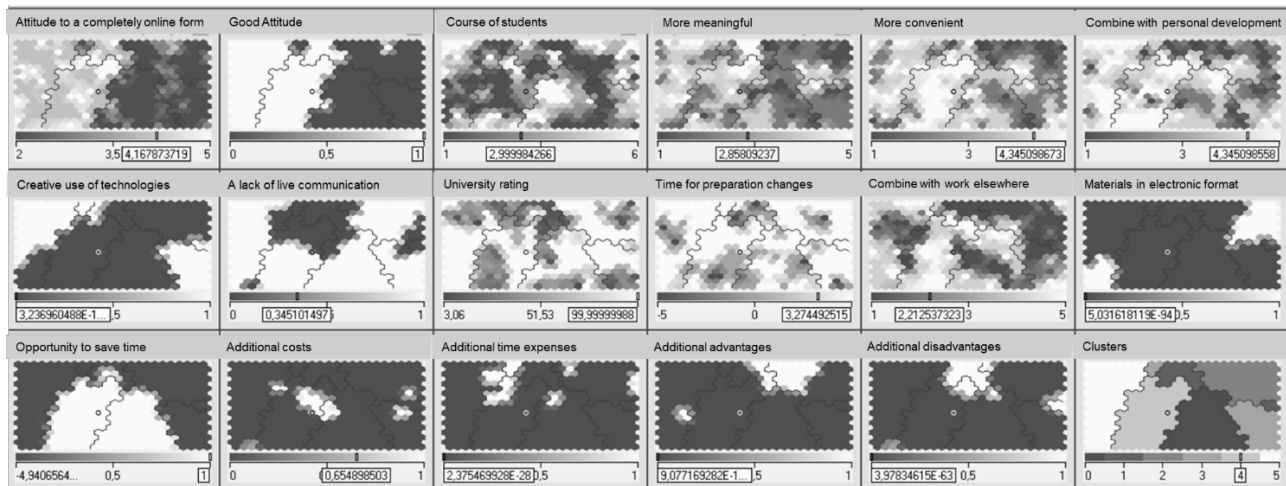 Attitude to a completely online form
Good Attitude
Course of students
More meaningful
More convenient
Combine with personal development
2 3,5 4,167873719 5
0 0,5 1
1 2,999984266 6
1 2,85809237 5
1 3 4,345098673
1 3 4,345098558
Creative use of technologies
A lack of live communication
University rating
Time for preparation changes
Combine with work elsewhere
Materials in electronic format
3,236960488E-1... ,5 1
0 0,345101497 1
3,06 51,53 99,99999988
-5 0 3,274492515
1 2,212537323 3 5
5,031618119E-94 0,5 1
Opportunity to save time
Additional costs
Additional time expenses
Additional advantages
Additional disadvantages
Clusters
-4,9406564... 0,5 1
0 0,654898503 1
2,375469928E-28 0,5 1
9,077169282E-1... ,5 1
3,97834615E-63 0,5 1
0 1 2 3 4 5